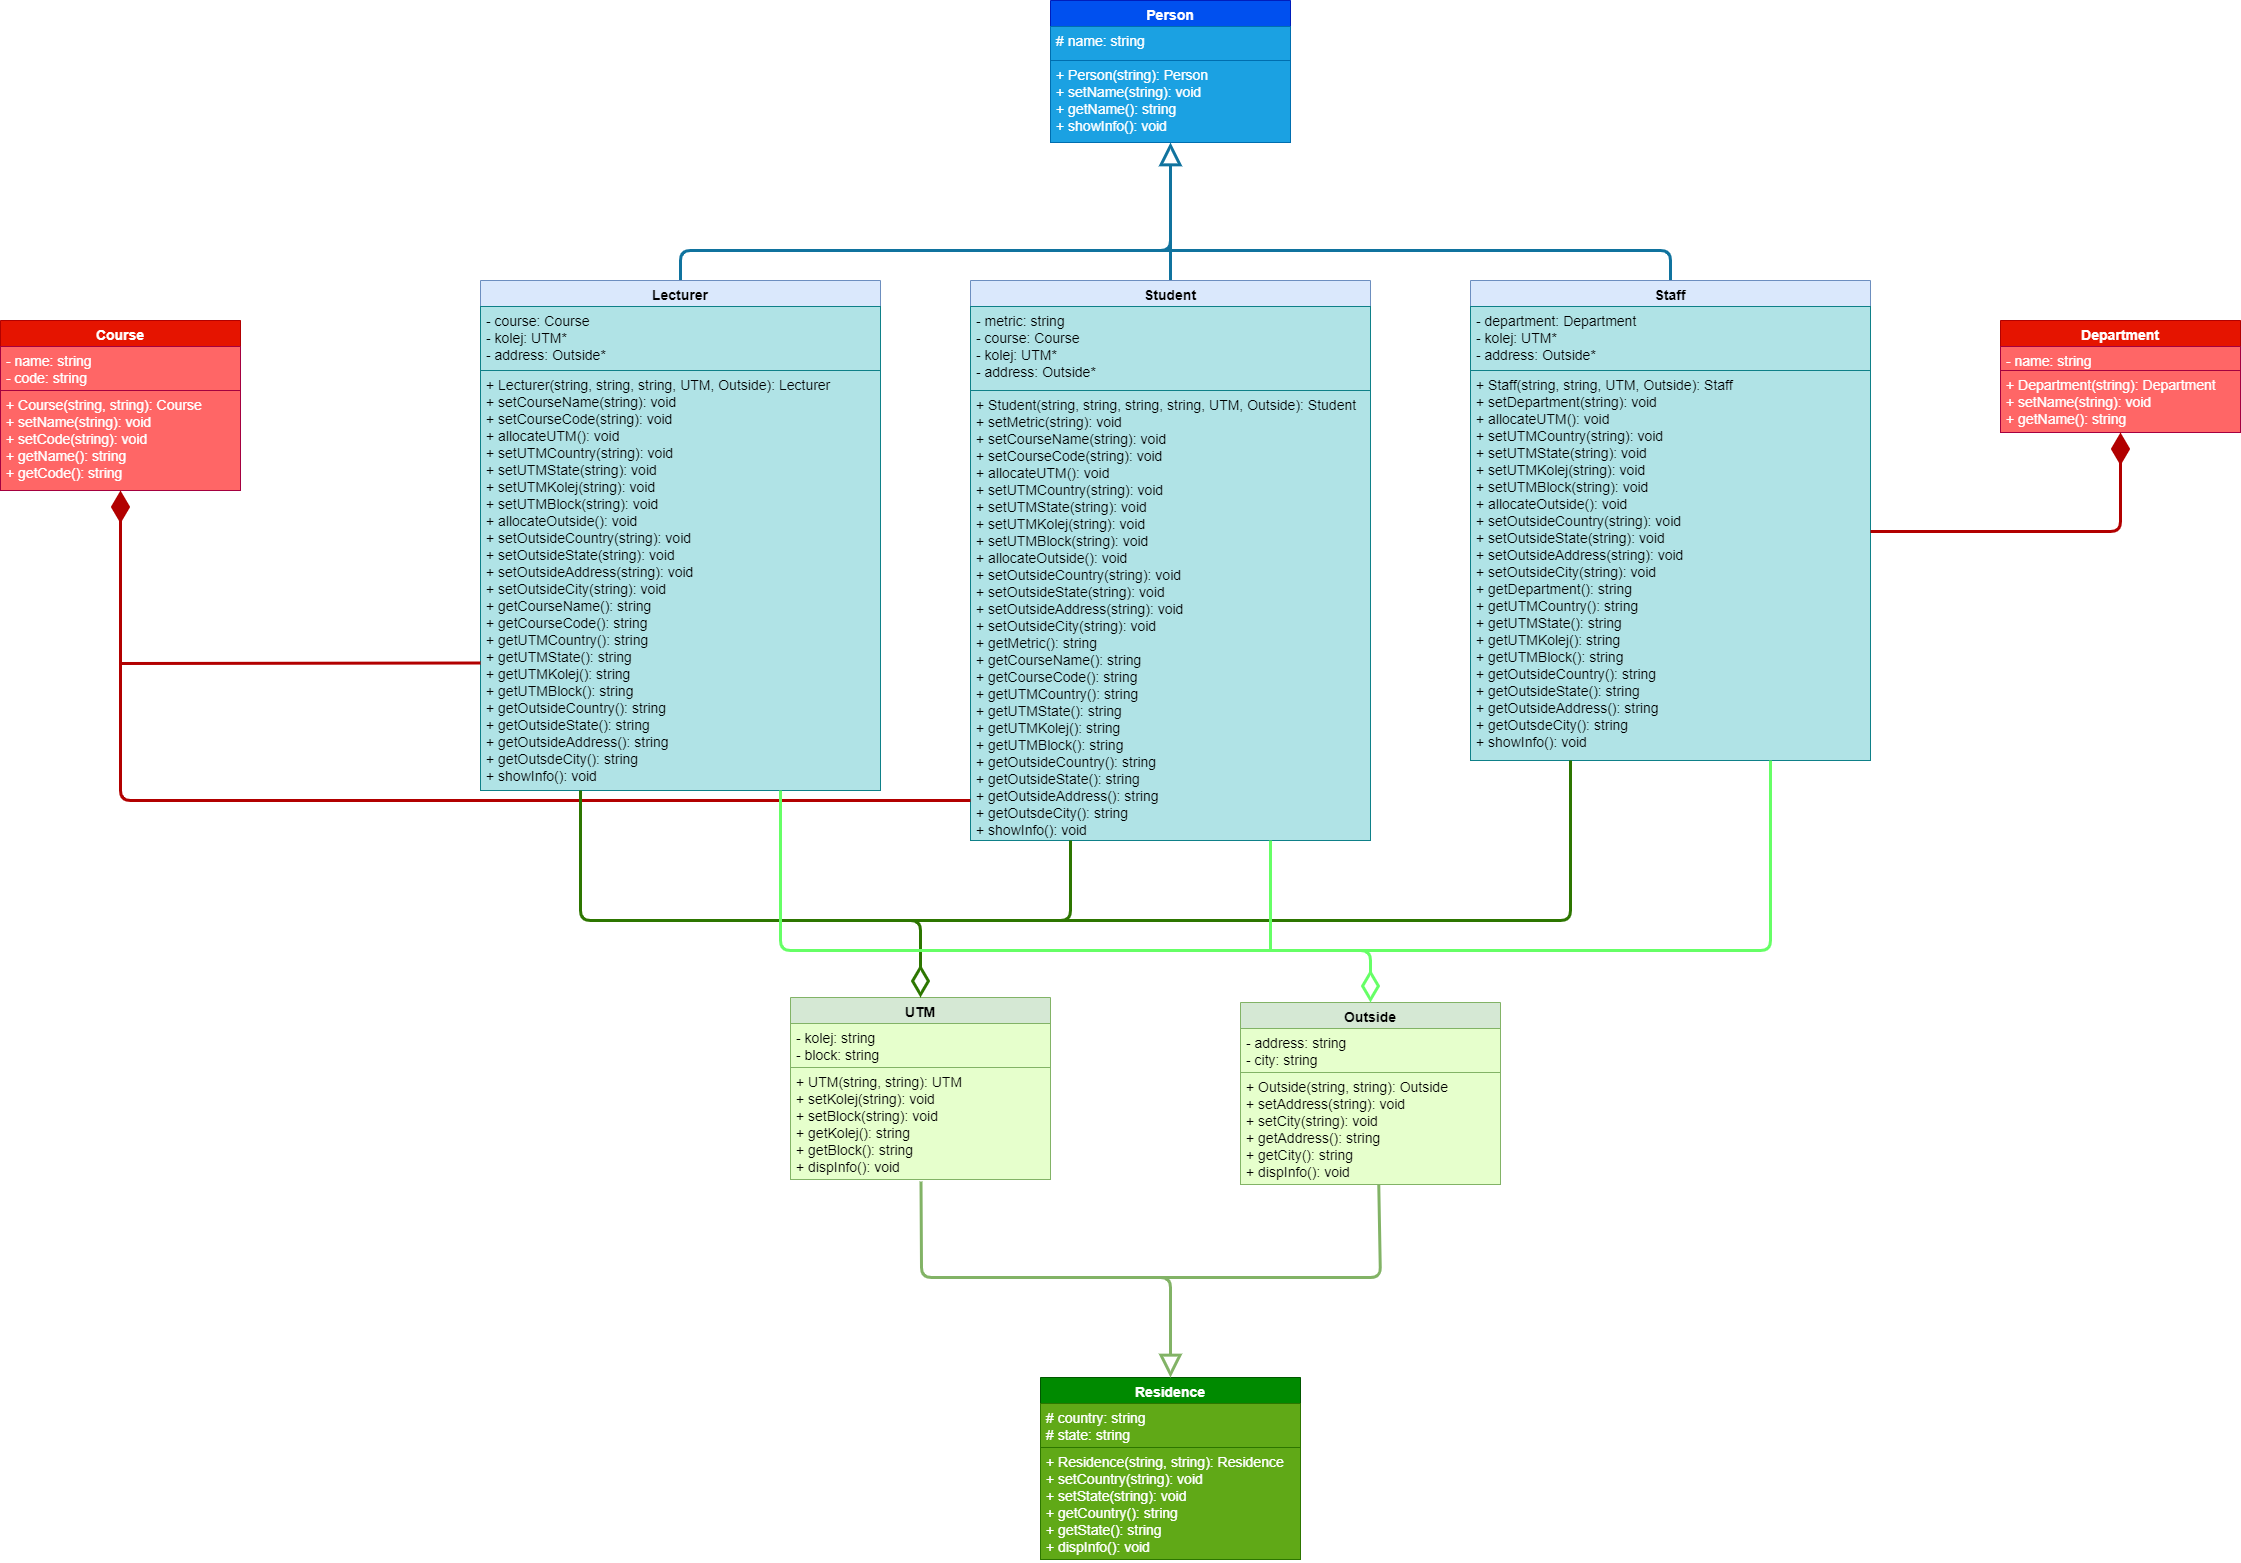 Person
# name: string
+ Person(string): Person
+ setName(string): void
+ getName(): string
+ showInfo(): void
Course
- name: string
- code: string
+ Course(string, string): Course
+ setName(string): void
+ setCode(string): void
+ getName(): string
+ getCode(): string
Lecturer
- course: Course
- kolej: UTM*
- address: Outside*
+ Lecturer(string, string, string, UTM, Outside): Lecturer
+ setCourseName(string): void
+ setCourseCode(string): void
+ allocateUTM(): void
+ setUTMCountry(string): void
+ setUTMState(string): void
+ setUTMKolej(string): void
+ setUTMBlock(string): void
+ allocateOutside(): void
+ setOutsideCountry(string): void
+ setOutsideState(string): void
+ setOutsideAddress(string): void
+ setOutsideCity(string): void
+ getCourseName(): string
+ getCourseCode(): string
+ getUTMCountry(): string
+ getUTMState(): string
+ getUTMKolej(): string
+ getUTMBlock(): string
+ getOutsideCountry(): string
+ getOutsideState(): string
+ getOutsideAddress(): string
+ getOutsdeCity(): string
+ showInfo(): void
Student
- metric: string
- course: Course
- kolej: UTM*
- address: Outside*
+ Student(string, string, string, string, UTM, Outside): Student
+ setMetric(string): void
+ setCourseName(string): void
+ setCourseCode(string): void
+ allocateUTM(): void
+ setUTMCountry(string): void
+ setUTMState(string): void
+ setUTMKolej(string): void
+ setUTMBlock(string): void
+ allocateOutside(): void
+ setOutsideCountry(string): void
+ setOutsideState(string): void
+ setOutsideAddress(string): void
+ setOutsideCity(string): void
+ getMetric(): string
+ getCourseName(): string
+ getCourseCode(): string
+ getUTMCountry(): string
+ getUTMState(): string
+ getUTMKolej(): string
+ getUTMBlock(): string
+ getOutsideCountry(): string
+ getOutsideState(): string
+ getOutsideAddress(): string
+ getOutsdeCity(): string
+ showInfo(): void
Staff
- department: Department
- kolej: UTM*
- address: Outside*
+ Staff(string, string, UTM, Outside): Staff
+ setDepartment(string): void
+ allocateUTM(): void
+ setUTMCountry(string): void
+ setUTMState(string): void
+ setUTMKolej(string): void
+ setUTMBlock(string): void
+ allocateOutside(): void
+ setOutsideCountry(string): void
+ setOutsideState(string): void
+ setOutsideAddress(string): void
+ setOutsideCity(string): void
+ getDepartment(): string
+ getUTMCountry(): string
+ getUTMState(): string
+ getUTMKolej(): string
+ getUTMBlock(): string
+ getOutsideCountry(): string
+ getOutsideState(): string
+ getOutsideAddress(): string
+ getOutsdeCity(): string
+ showInfo(): void
Department
- name: string
+ Department(string): Department
+ setName(string): void
+ getName(): string
UTM
- kolej: string
- block: string
+ UTM(string, string): UTM
+ setKolej(string): void
+ setBlock(string): void
+ getKolej(): string
+ getBlock(): string
+ dispInfo(): void
Outside
- address: string
- city: string
+ Outside(string, string): Outside
+ setAddress(string): void
+ setCity(string): void
+ getAddress(): string
+ getCity(): string
+ dispInfo(): void
Residence
# country: string
# state: string
+ Residence(string, string): Residence
+ setCountry(string): void
+ setState(string): void
+ getCountry(): string
+ getState(): string
+ dispInfo(): void